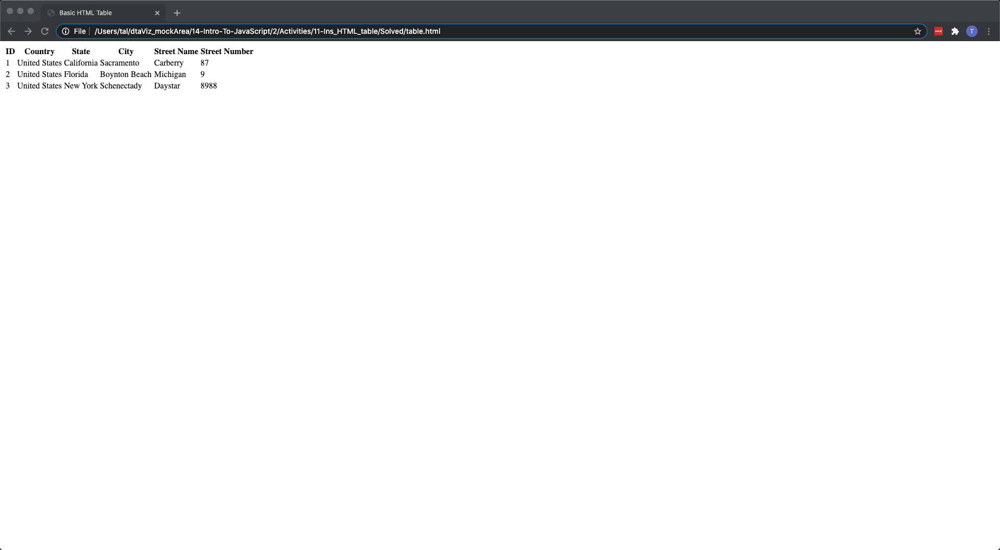 Basic HTML Table
File /Users/tal/dtaViz_mockArea/14-Intro-To-JavaScript/2/Activities/11-Ins_HTML_table/Solved/table.html
T
ID Country State City Street Name Street Number
1 United States California Sacramento Carberry 87
2 United States Florida Boynton Beach Michigan 9
3 United States New York Schenectady Daystar 8988